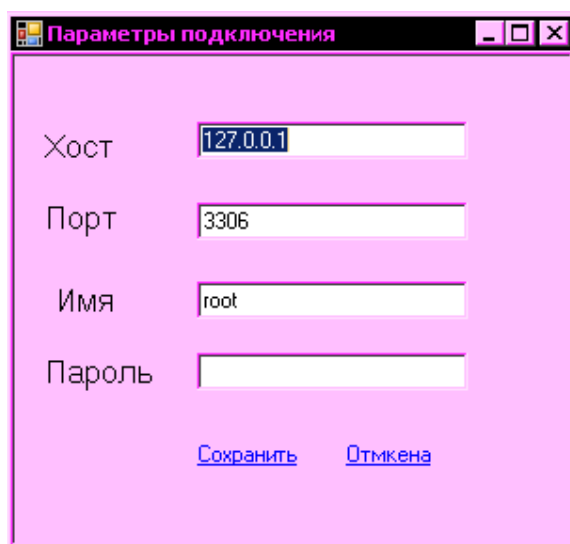 Параметры подключения
Хост 127.0.0.1
Порт 3306
Имя root
Пароль
Сохранить Отмкена